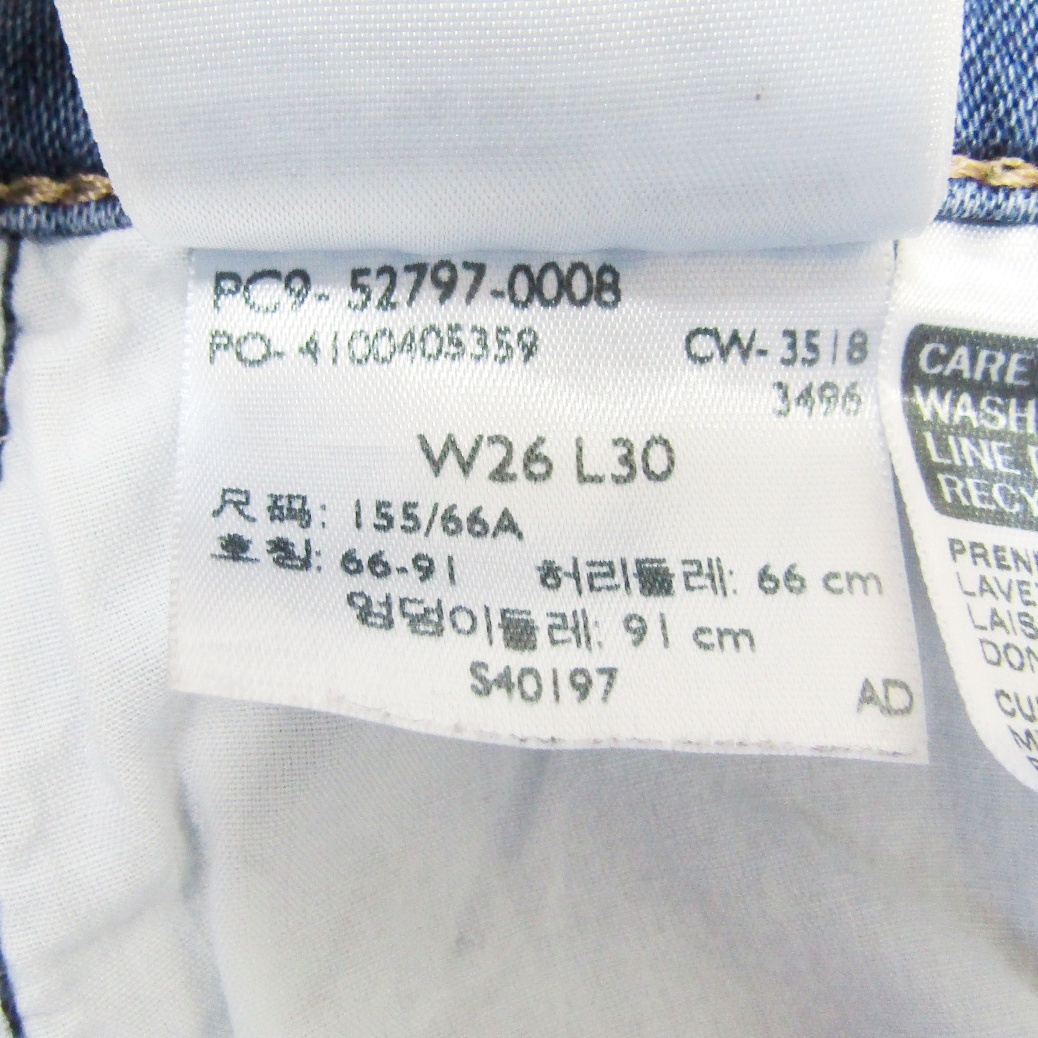 PC9- 52797-0008
PO- 4100405359 CW- 3518
3496
W26 L30
尺码: 155/66A
호칭: 66-91 허리둘레: 66 cm
엉덩이둘레: 91 cm
S40197 AD
CARE
WASH
LINE
RECY
PREN
LAVE
LAIS
DON
CU